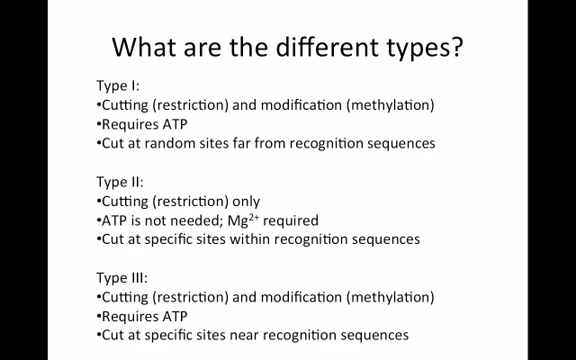 What are the different types?
Type I:
•Cutting (restriction) and modification (methylation)
•Requires ATP
•Cut at random sites far from recognition sequences
Type II:
•Cutting (restriction) only
•ATP is not needed; Mg²⁺ required
•Cut at specific sites within recognition sequences
Type III:
•Cutting (restriction) and modification (methylation)
•Requires ATP
•Cut at specific sites near recognition sequences